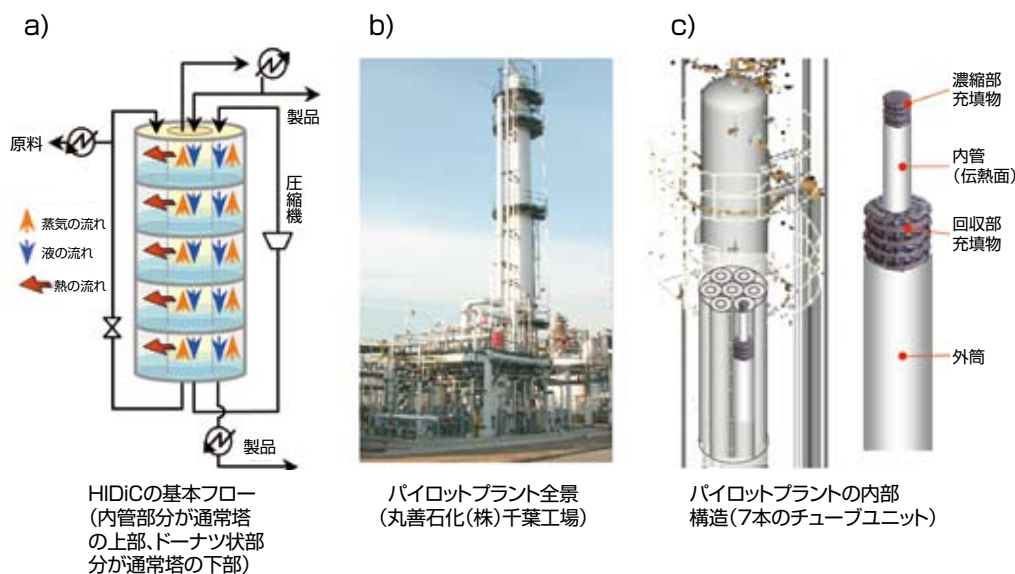 a)
製品
原料
圧縮機
蒸気の流れ
液の流れ
熱の流れ
製品
HIDiCの基本フロー
(内管部分が通常塔
の上部、ドーナツ状部
分が通常塔の下部)
b)
パイロットプラント全景
(丸善石化(株)千葉工場)
c)
濃縮部
充填物
内管
(伝熱面)
回収部
充填物
外筒
パイロットプラントの内部
構造(7本のチューブユニット)